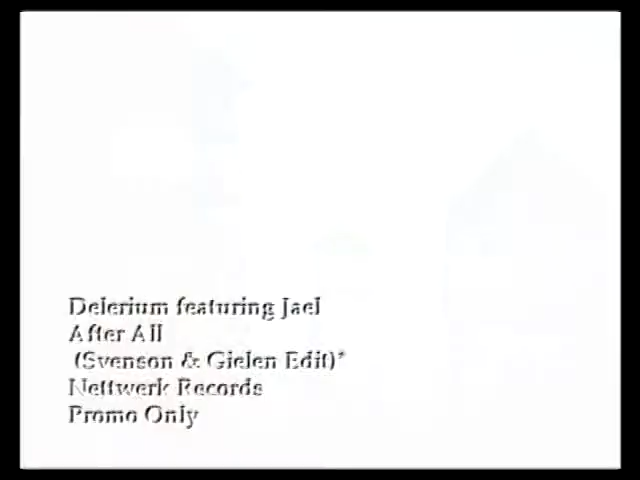 Delerium featuring Jael
After All
(Svenson & Gielen Edit)*
Nettwerk Records
Promo Only